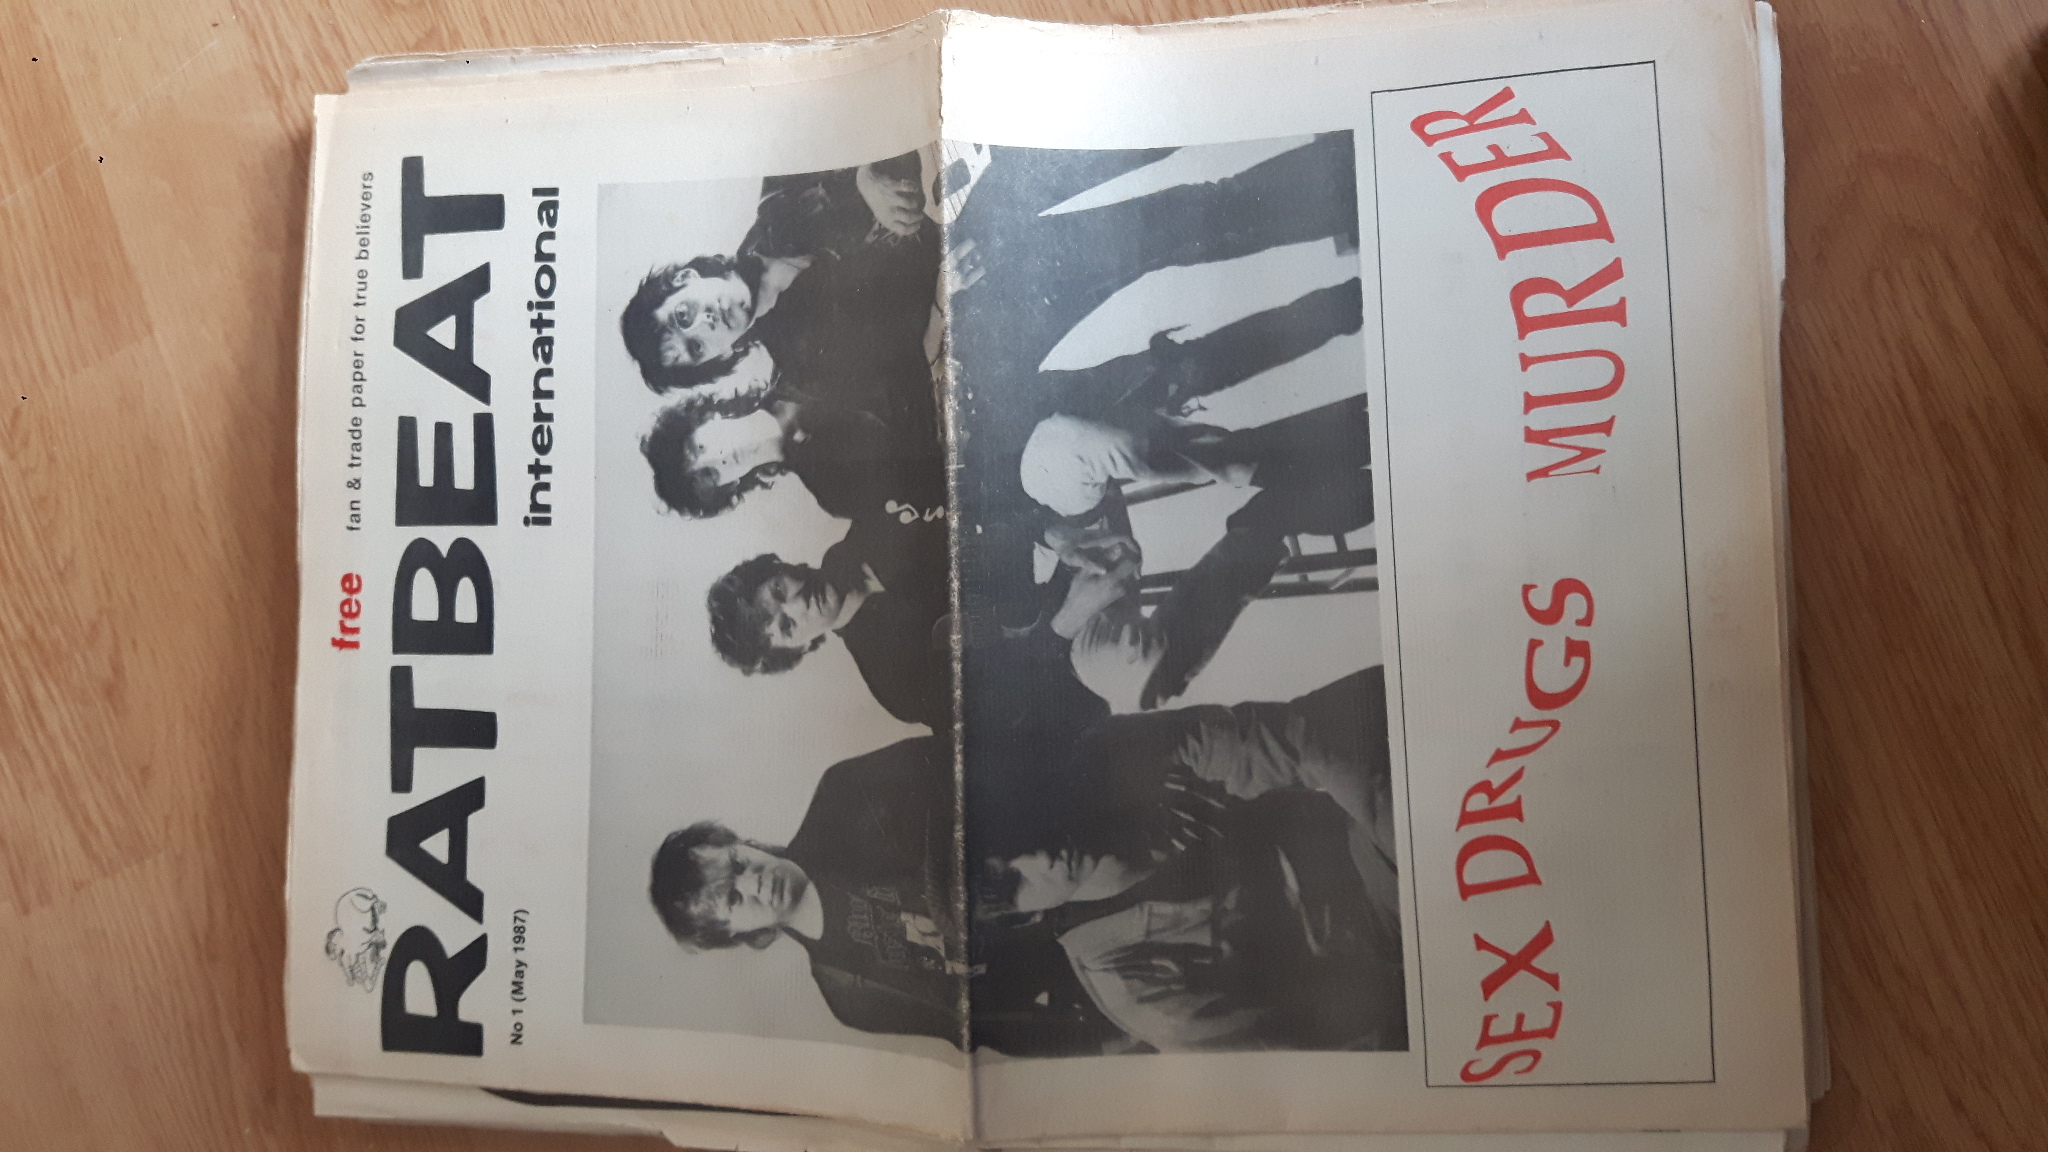 free fan & trade paper for true believers
RATBEAT
No 1 (May 1987) international
SEX DRUGS MURDER